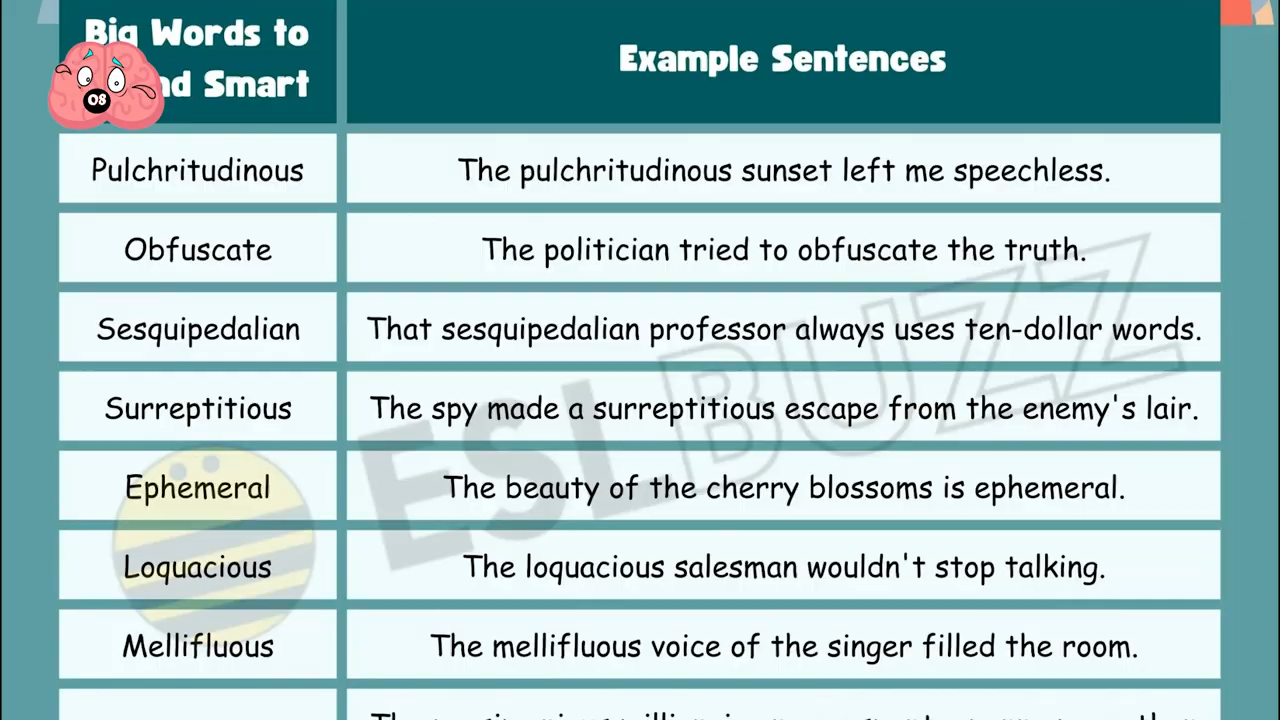 Big Words to
nd Smart
Example Sentences
08
Pulchritudinous
The pulchritudinous sunset left me speechless.
Obfuscate
The politician tried to obfuscate the truth.
Sesquipedalian
That sesquipedalian professor always uses ten-dollar words.
Surreptitious
The spy made a surreptitious escape from the enemy's lair.
Ephemeral
The beauty of the cherry blossoms is ephemeral.
Loquacious
The loquacious salesman wouldn't stop talking.
Mellifluous
The mellifluous voice of the singer filled the room.
ESLBUZZ